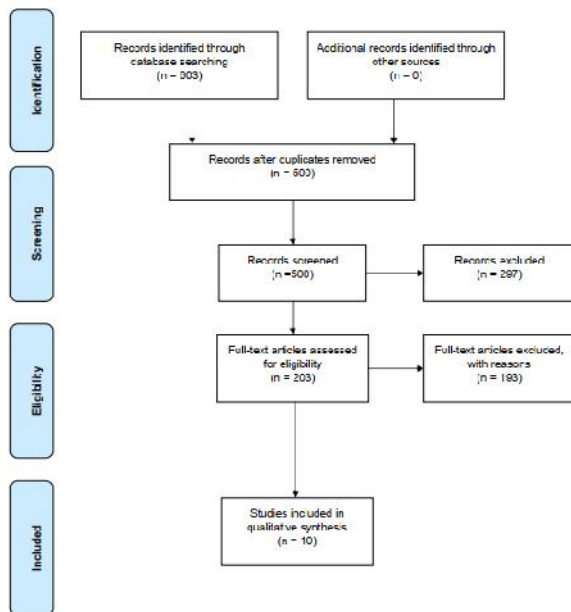 Identification
Records identified through
database searching
Additional records identified through
other sources
(n = 0)
Screening
Records after duplicates removed
Records screened
(n =500)
Records excluded
(n = 297)
Eligibility
Full-text articles assessed
for eligibility
(n = 203)
Full-text articles excluded,
with reasons
(n = 193)
Included
Studies included in
qualitative synthesis
(n = 10)